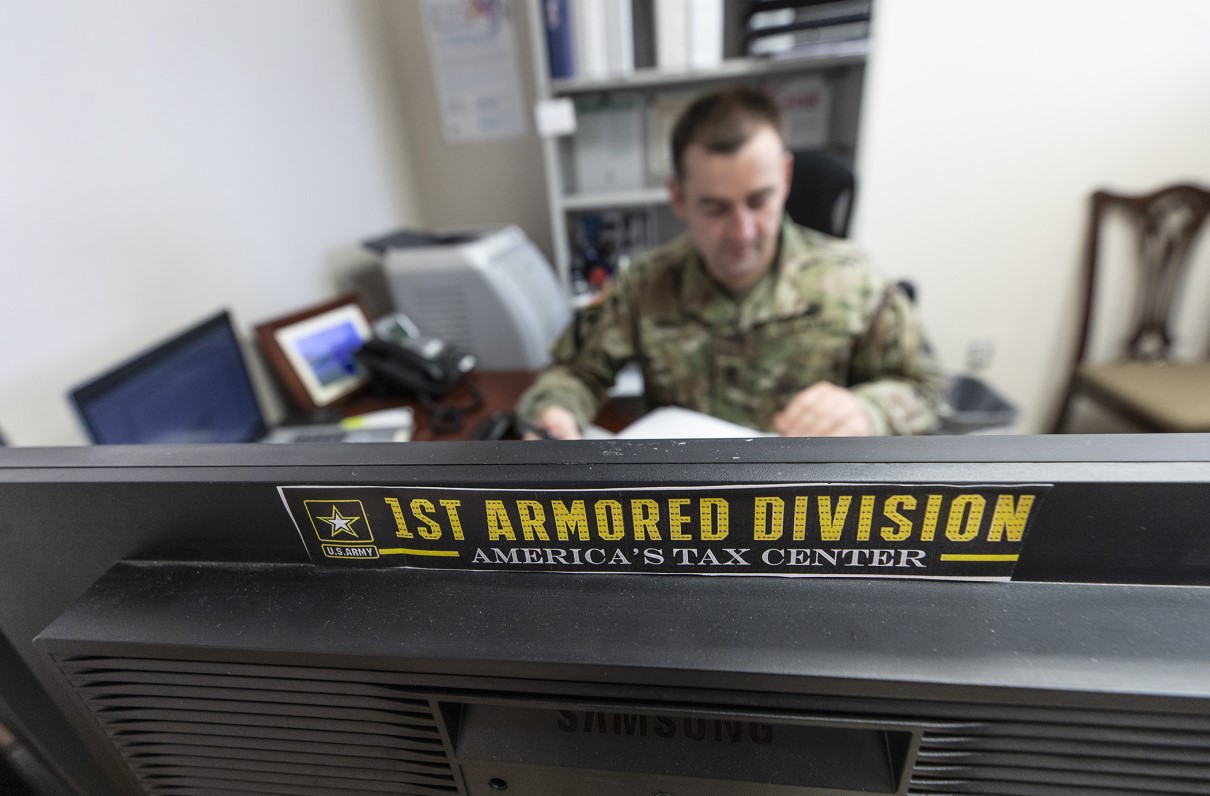 1ST ARMORED DIVISION
U.S.ARMY
AMERICA'S TAX CENTER
SAMSUNG